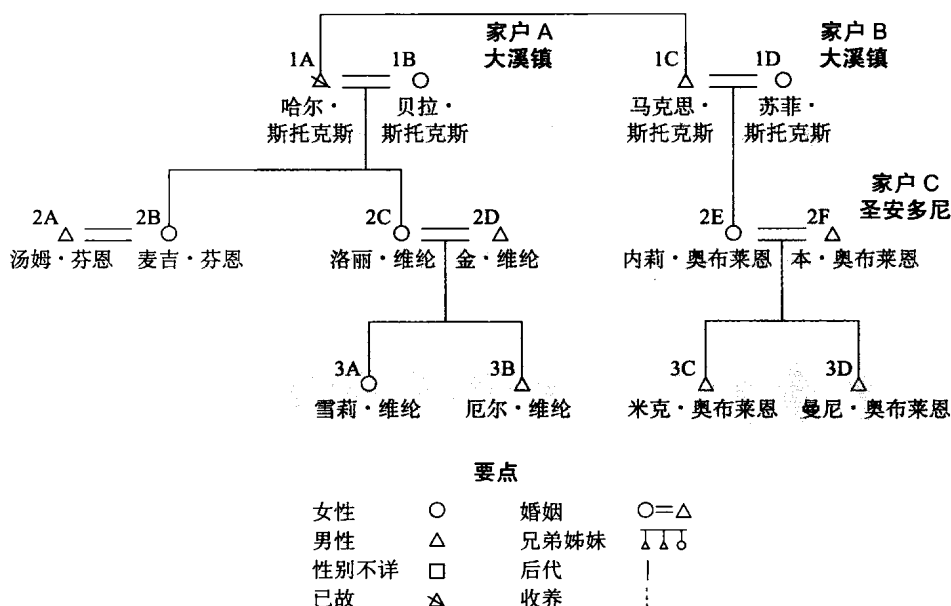 家户 A
大溪镇
家户 B
大溪镇
1A
1B
1C
1D
哈尔·
斯托克斯
贝拉·
斯托克斯
马克思·
斯托克斯
苏菲·
斯托克斯
家户 C
圣安多尼
2A
2B
2C
2D
2E
2F
汤姆·芬恩
麦吉·芬恩
洛丽·维纶
金·维纶
内莉·奥布莱恩
本·奥布莱恩
3A
3B
3C
3D
雪莉·维纶
厄尔·维纶
米克·奥布莱恩
曼尼·奥布莱恩
要点
女性
婚姻
男性
兄弟姊妹
性别不详
后代
已故
收养